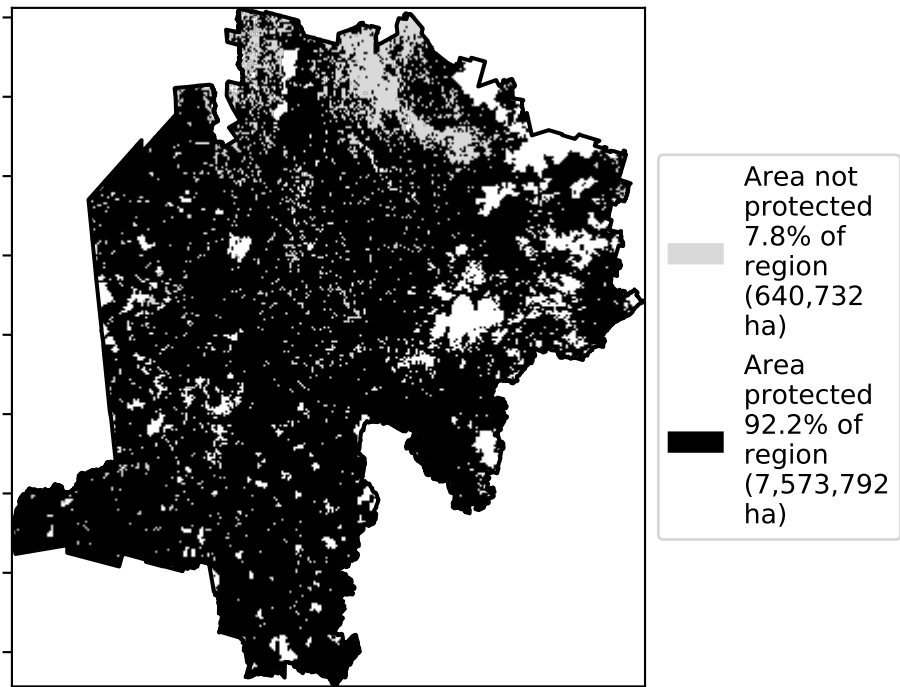 Area not
protected
7.8% of
region
(640,732
ha)
Area
protected
92.2% of
region
(7,573,792
ha)